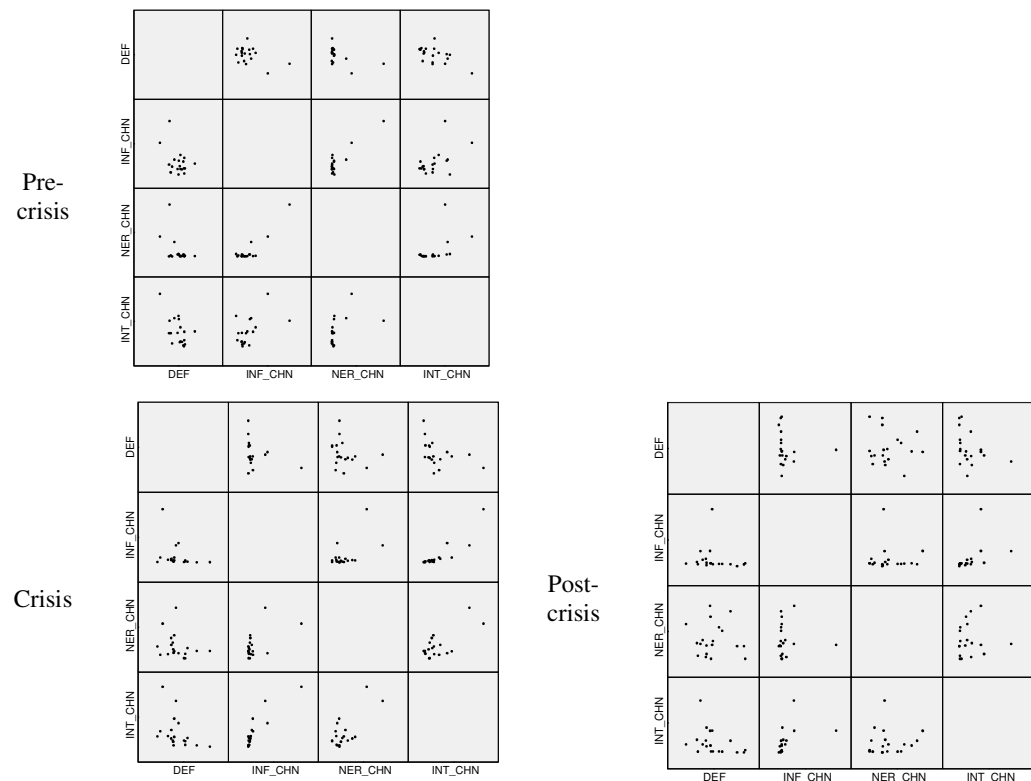 DEF
INF_CHN
NER_CHN
INT_CHN
Pre-
crisis
DEF INF_CHN NER_CHN INT_CHN
DEF
INF_CHN
NER_CHN
INT_CHN
Crisis
DEF INF_CHN NER_CHN INT_CHN
DEF
INF_CHN
NER_CHN
INT_CHN
Post-
crisis
DEF INF_CHN NER_CHN INT_CHN